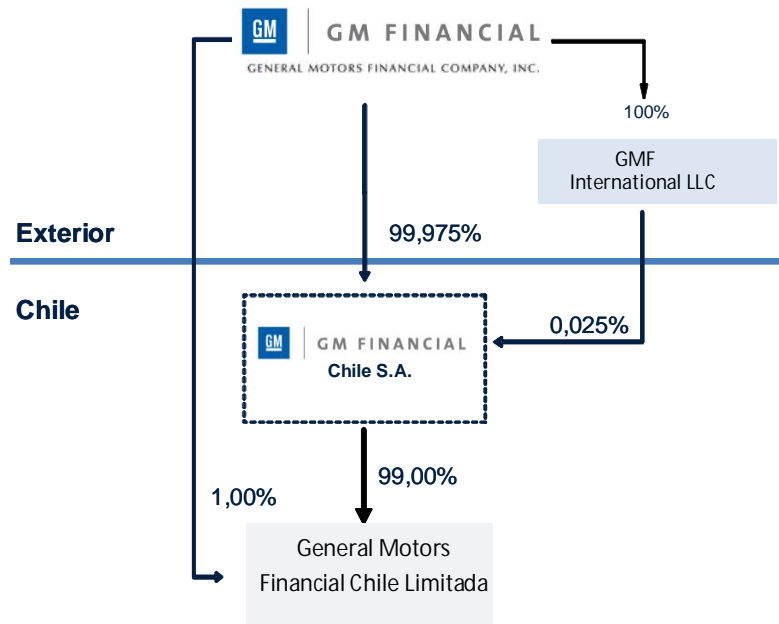 GM GM FINANCIAL
GENERAL MOTORS FINANCIAL COMPANY, INC.
100%
GMF
International LLC
Exterior
99,975%
Chile
0,025%
GM GM FINANCIAL
Chile S.A.
99,00%
1,00%
General Motors
Financial Chile Limitada